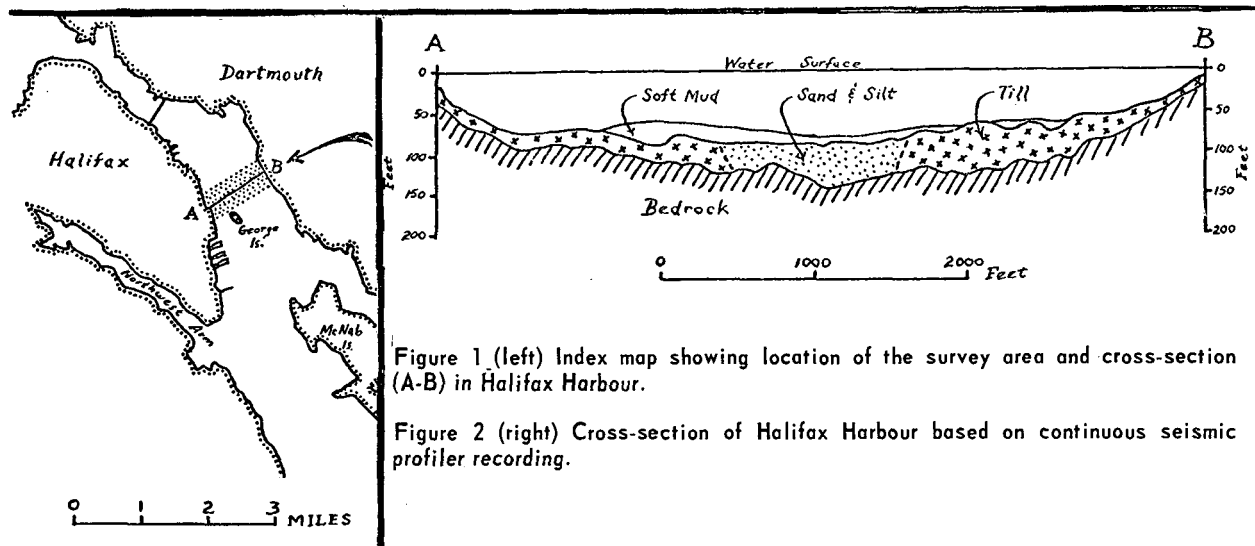 Dartmouth
Halifax
A
B
George
Is.
Northwest Arm
McNab
Is.
0 1 2 3 MILES
A
B
Water Surface
Soft Mud
Sand & Silt
Till
0
50
100
150
200
Feet
0
50
100
150
200
Feet
Bedrock
0 1000 2000 Feet
Figure 1 (left) Index map showing location of the survey area and cross-section
(A-B) in Halifax Harbour.
Figure 2 (right) Cross-section of Halifax Harbour based on continuous seismic
profiler recording.